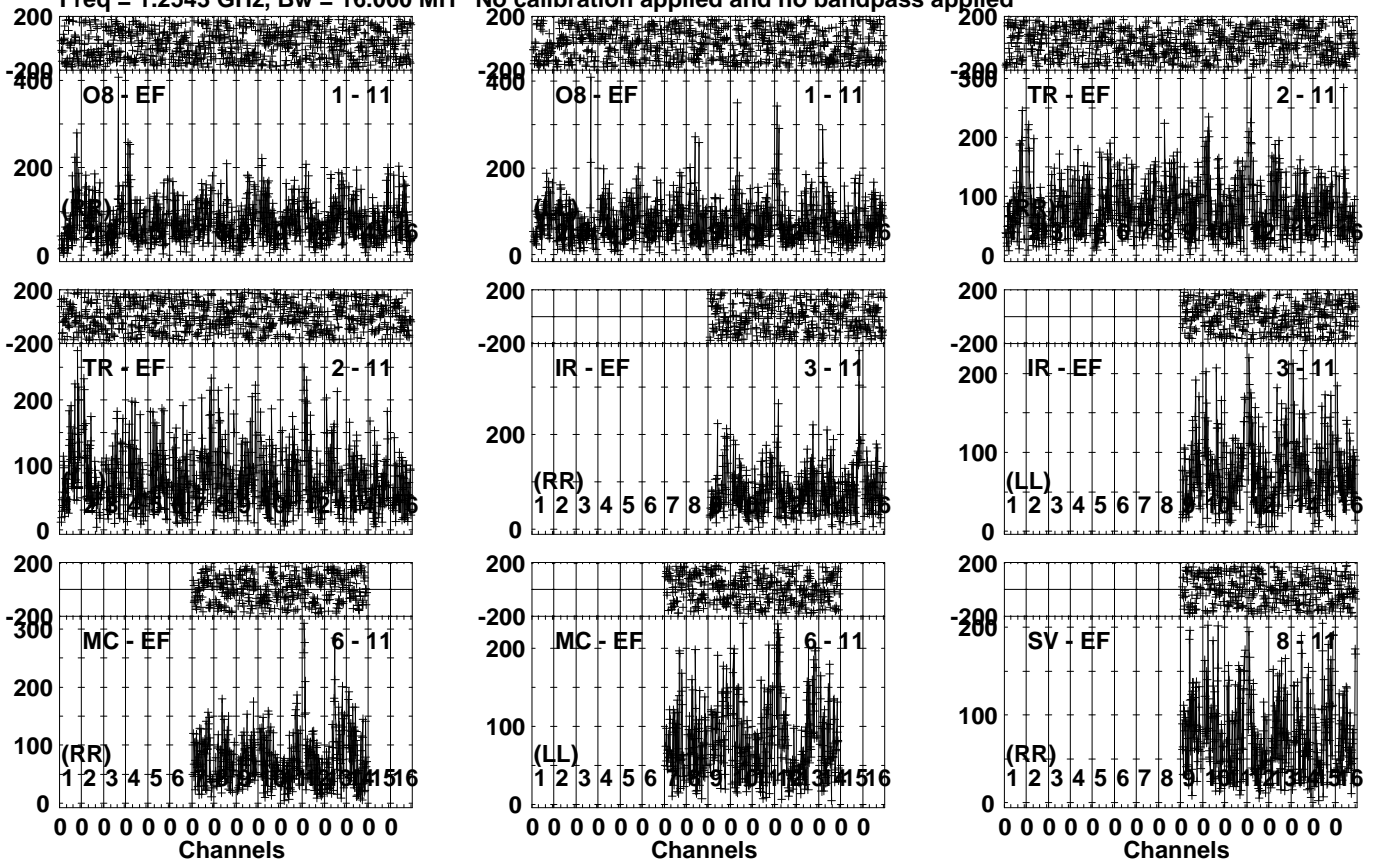 Freq = 1.2543 GHz, Bw = 16.000 MH No calibration applied and no bandpass applied
200 200 200
-200 -200 -200
400 400 300
O8 - EF 1 - 11 O8 - EF 1 - 11 TR - EF 2 - 11
200 200 200
100
(RR)
0 0 0
200 200 200
-200 -200 -200
TR - EF 2 - 11 IR - EF 3 - 11 IR - EF 3 - 11
200 200 200
100 100
(RR) (LL)
1 2 3 4 5 6 7 8 1 2 3 4 5 6 7 8
0 0 0
200 200 200
-200 -200 -200
300 200 200
MC - EF 6 - 11 MC - EF 6 - 11 SV - EF 8 - 11
200
100 100 100
(RR) (LL) (RR)
1 2 3 4 5 6 1 2 3 4 5 6 1 2 3 4 5 6 7 8
0 0 0
0 0 0 0 0 0 0 0 0 0 0 0 0 0 0 0 0 0 0 0 0 0 0 0 0 0 0 0 0 0 0 0 0 0 0 0 0 0 0 0 0 0 0 0 0 0 0 0
Channels Channels Channels